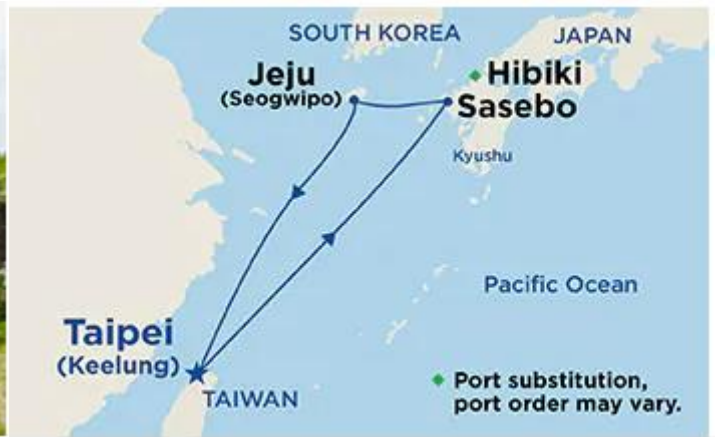 SOUTH KOREA
JAPAN
Jeju
(Seogwipo)
Hibiki
Sasebo
Kyushu
Pacific Ocean
Taipei
(Keelung)
TAIWAN
Port substitution,
port order may vary.